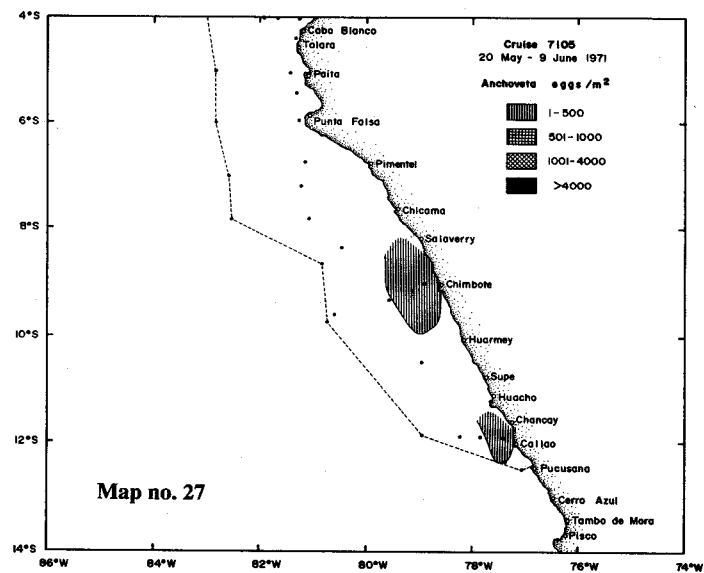 4°S
Cabo Blanco
Talara
Cruise 7105
20 May - 9 June 1971
Paita
Anchoveta eggs/m²
1-500
6°S
Punta Falsa
501-1000
1001-4000
Pimentel
>4000
Chicama
8°S
Salaverry
Chimbote
10°S
Huarmey
Supe
Huacho
Chancay
12°S
Callao
Pucusana
Map no. 27
Cerro Azul
Tambo de Mora
Pisco
14°S
86°W
84°W
82°W
80°W
78°W
76°W
74°W